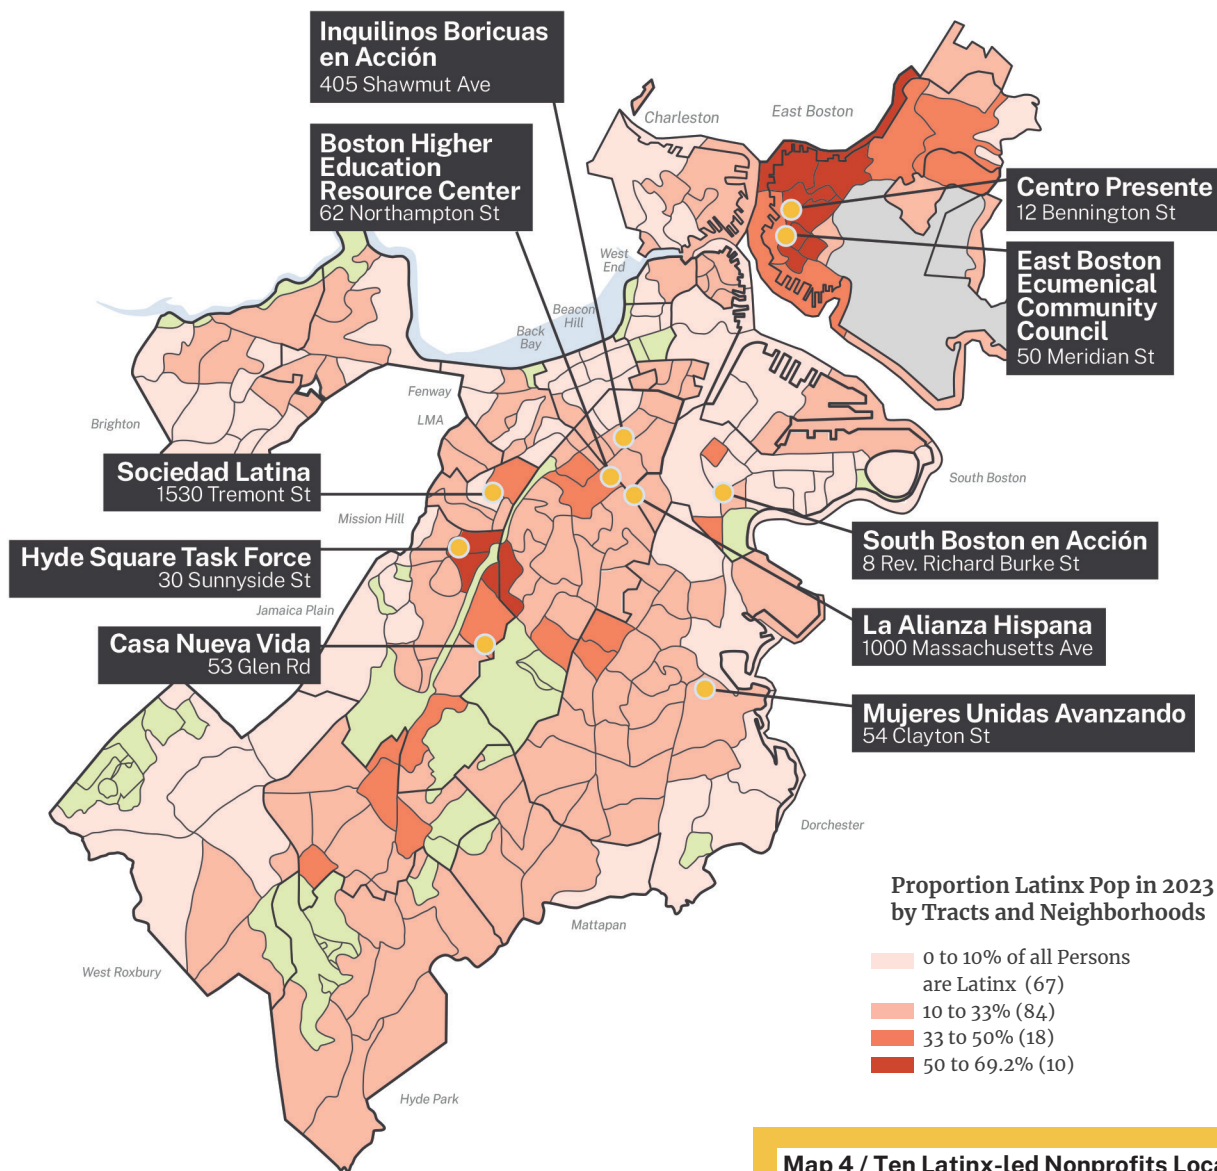 Inquilinos Boricuas
en Acción
405 Shawmut Ave
Boston Higher
Education
Resource Center
62 Northampton St
Charleston
East Boston
Centro Presente
12 Bennington St
East Boston
Ecumenical
Community
Council
50 Meridian St
West
End
Beacon
Hill
Back
Bay
Fenway
LMA
Brighton
Sociedad Latina
1530 Tremont St
South Boston
Mission Hill
Hyde Square Task Force
30 Sunnyside St
South Boston en Acción
8 Rev. Richard Burke St
Jamaica Plain
Casa Nueva Vida
53 Glen Rd
La Alianza Hispana
1000 Massachusetts Ave
Mujeres Unidas Avanzando
54 Clayton St
Dorchester
Mattapan
West Roxbury
Hyde Park
Proportion Latinx Pop in 2023
by Tracts and Neighborhoods
0 to 10% of all Persons
are Latinx (67)
10 to 33% (84)
33 to 50% (18)
50 to 69.2% (10)
Map 4 / Ten Latinx-led Nonprofits Loca